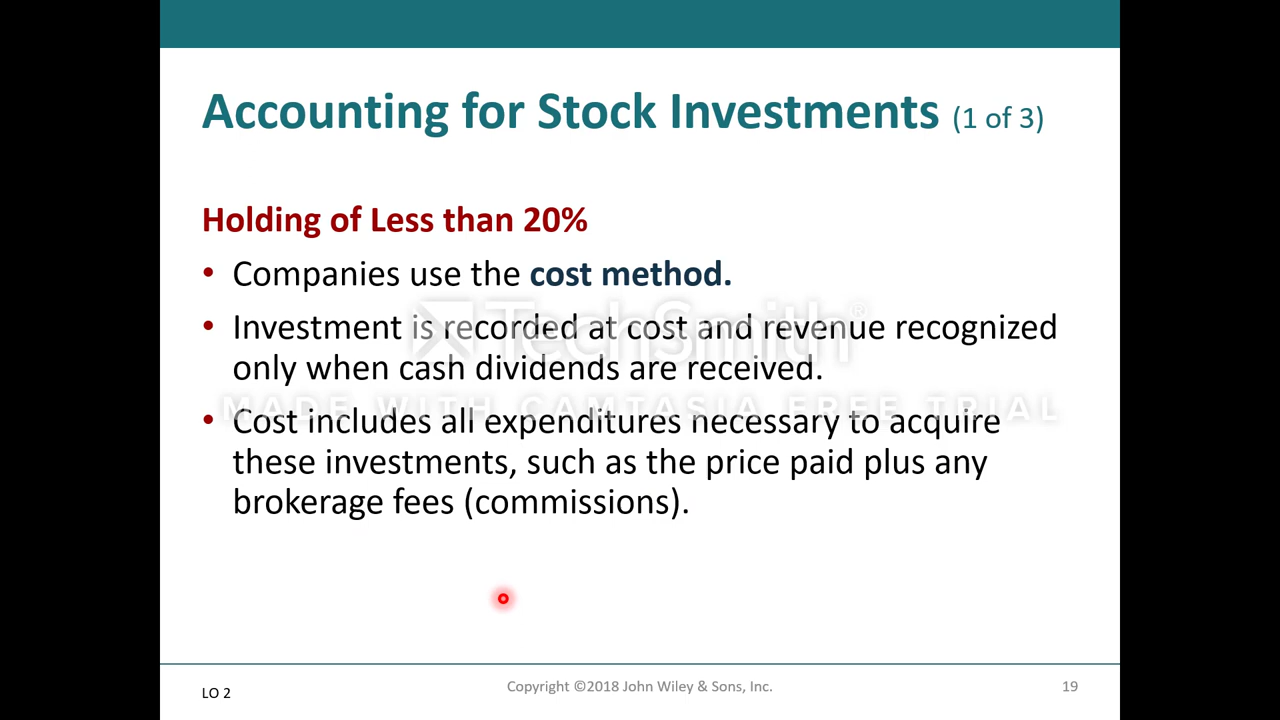 Accounting for Stock Investments (1 of 3)
Holding of Less than 20%
• Companies use the cost method.
• Investment is recorded at cost and revenue recognized
only when cash dividends are received.
TechSmith®
MADE WITH CAMTASIA FREE TRIAL
• Cost includes all expenditures necessary to acquire
these investments, such as the price paid plus any
brokerage fees (commissions).
LO 2
Copyright ©2018 John Wiley & Sons, Inc.
19